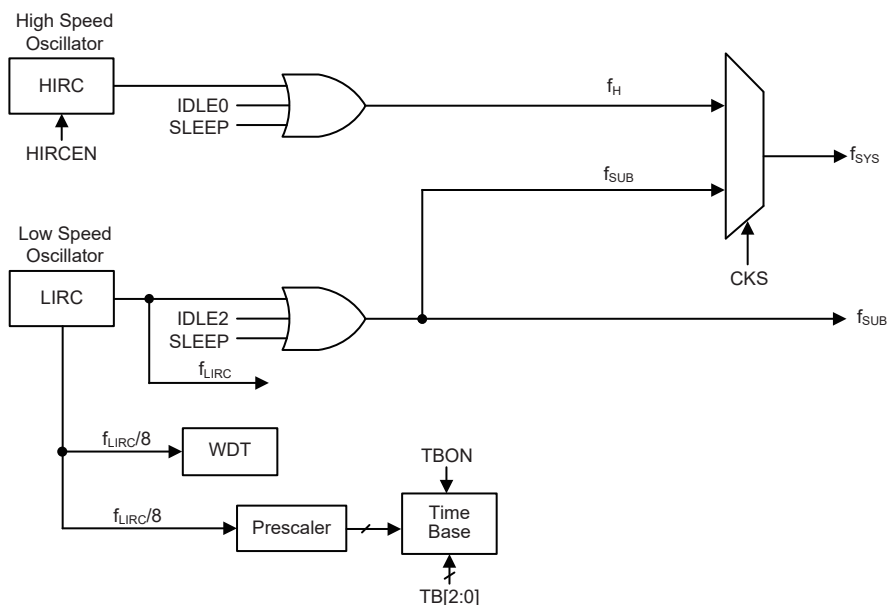 High Speed
Oscillator
HIRC
HIRCEN
IDLE0
SLEEP
fH
fSUB
fSYS
CKS
Low Speed
Oscillator
LIRC
IDLE2
SLEEP
fLIRC
fSUB
fLIRC/8
WDT
TBON
fLIRC/8
Prescaler
Time
Base
TB[2:0]